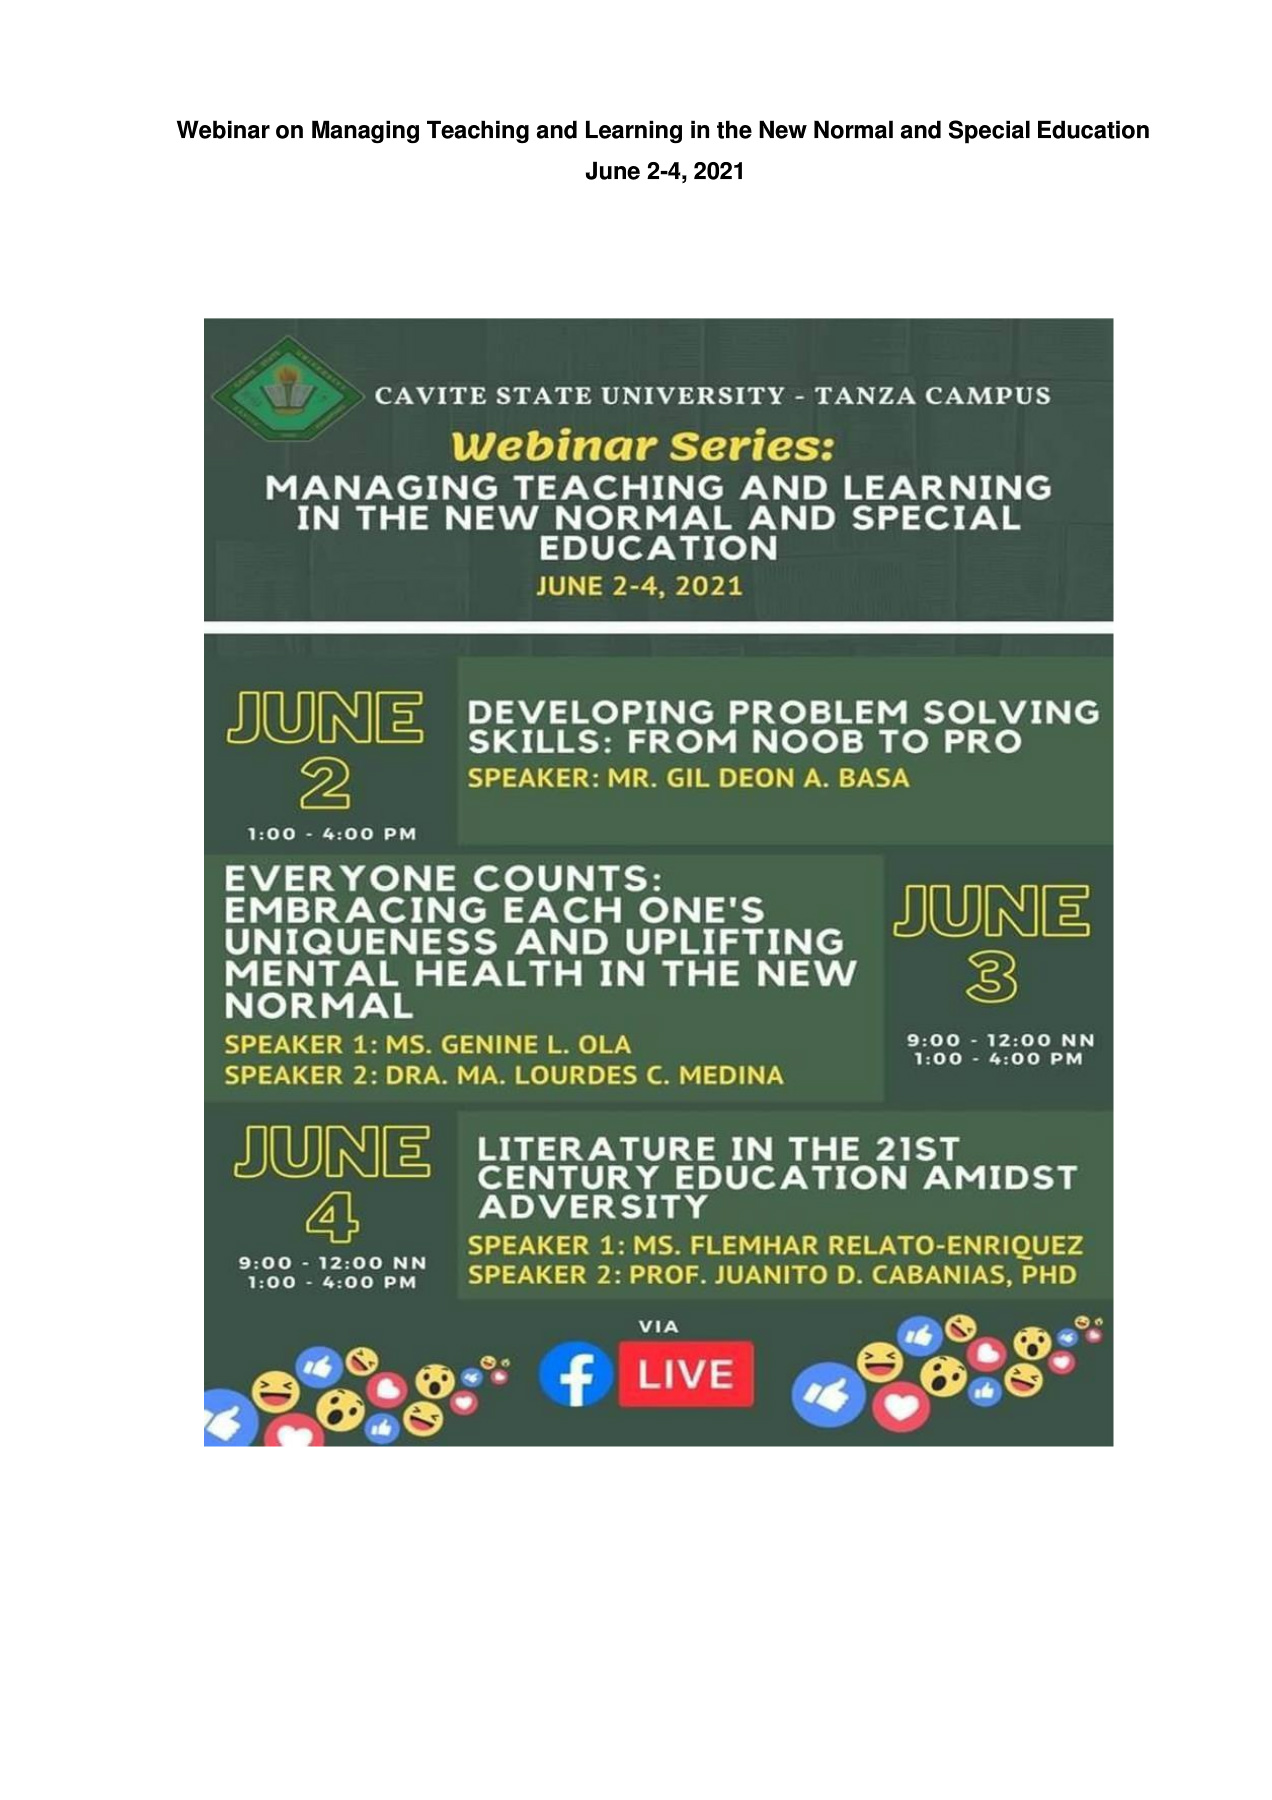 Webinar on Managing Teaching and Learning in the New Normal and Special Education
June 2-4, 2021
CAVITE STATE UNIVERSITY - TANZA CAMPUS
Webinar Series:
MANAGING TEACHING AND LEARNING
IN THE NEW NORMAL AND SPECIAL
EDUCATION
JUNE 2-4, 2021
JUNE
2
1:00 - 4:00 PM
DEVELOPING PROBLEM SOLVING
SKILLS: FROM NOOB TO PRO
SPEAKER: MR. GIL DEON A. BASA
EVERYONE COUNTS:
EMBRACING EACH ONE'S
UNIQUENESS AND UPLIFTING
MENTAL HEALTH IN THE NEW
NORMAL
SPEAKER 1: MS. GENINE L. OLA
SPEAKER 2: DRA. MA. LOURDES C. MEDINA
JUNE
3
9:00 - 12:00 NN
1:00 - 4:00 PM
JUNE
4
9:00 - 12:00 NN
1:00 - 4:00 PM
LITERATURE IN THE 21ST
CENTURY EDUCATION AMIDST
ADVERSITY
SPEAKER 1: MS. FLEMHAR RELATO-ENRIQUEZ
SPEAKER 2: PROF. JUANITO D. CABANIAS, PHD
VIA
LIVE